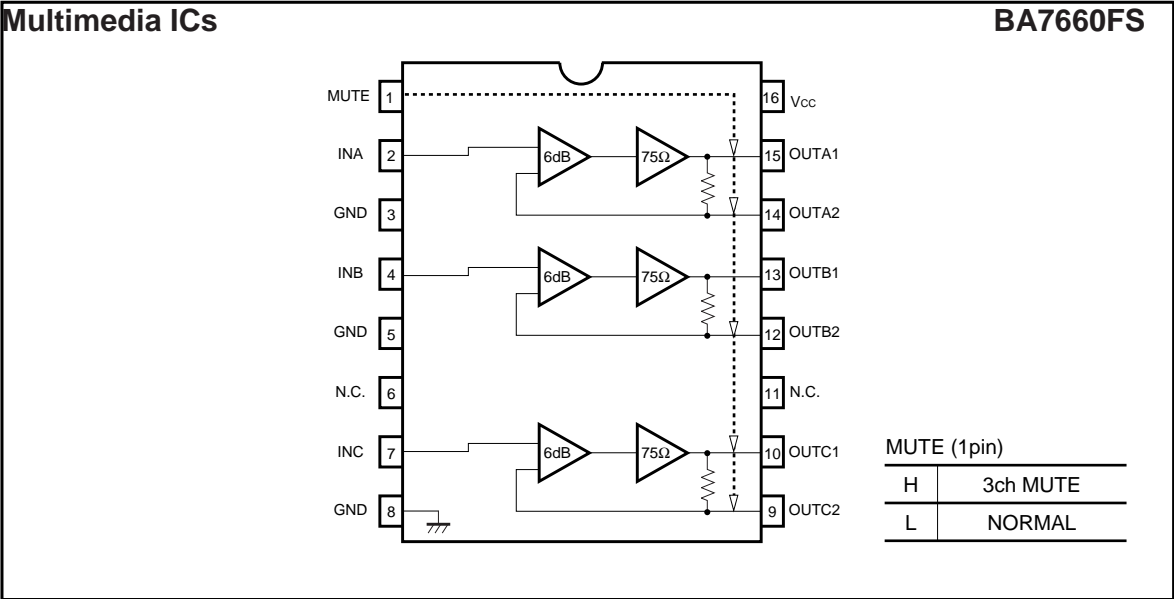 Multimedia ICs
BA7660FS
MUTE 1
16 Vcc
INA 2
6dB
75Ω
15 OUTA1
GND 3
14 OUTA2
INB 4
6dB
75Ω
13 OUTB1
GND 5
12 OUTB2
N.C. 6
11 N.C.
INC 7
6dB
75Ω
10 OUTC1
GND 8
9 OUTC2
MUTE (1pin)
H 3ch MUTE
L NORMAL